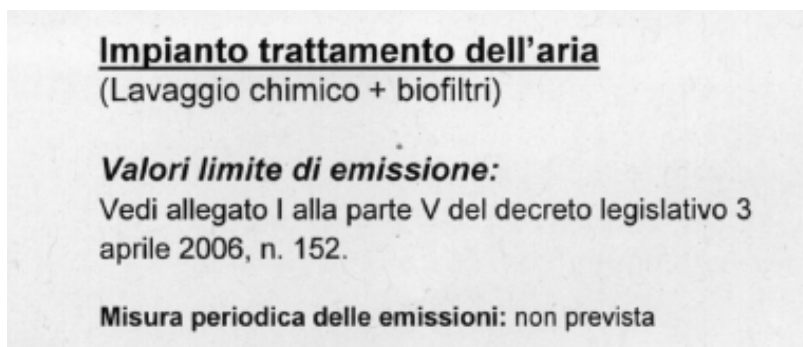 Impianto trattamento dell'aria
(Lavaggio chimico + biofiltri)
Valori limite di emissione:
Vedi allegato I alla parte V del decreto legislativo 3
aprile 2006, n. 152.
Misura periodica delle emissioni: non prevista